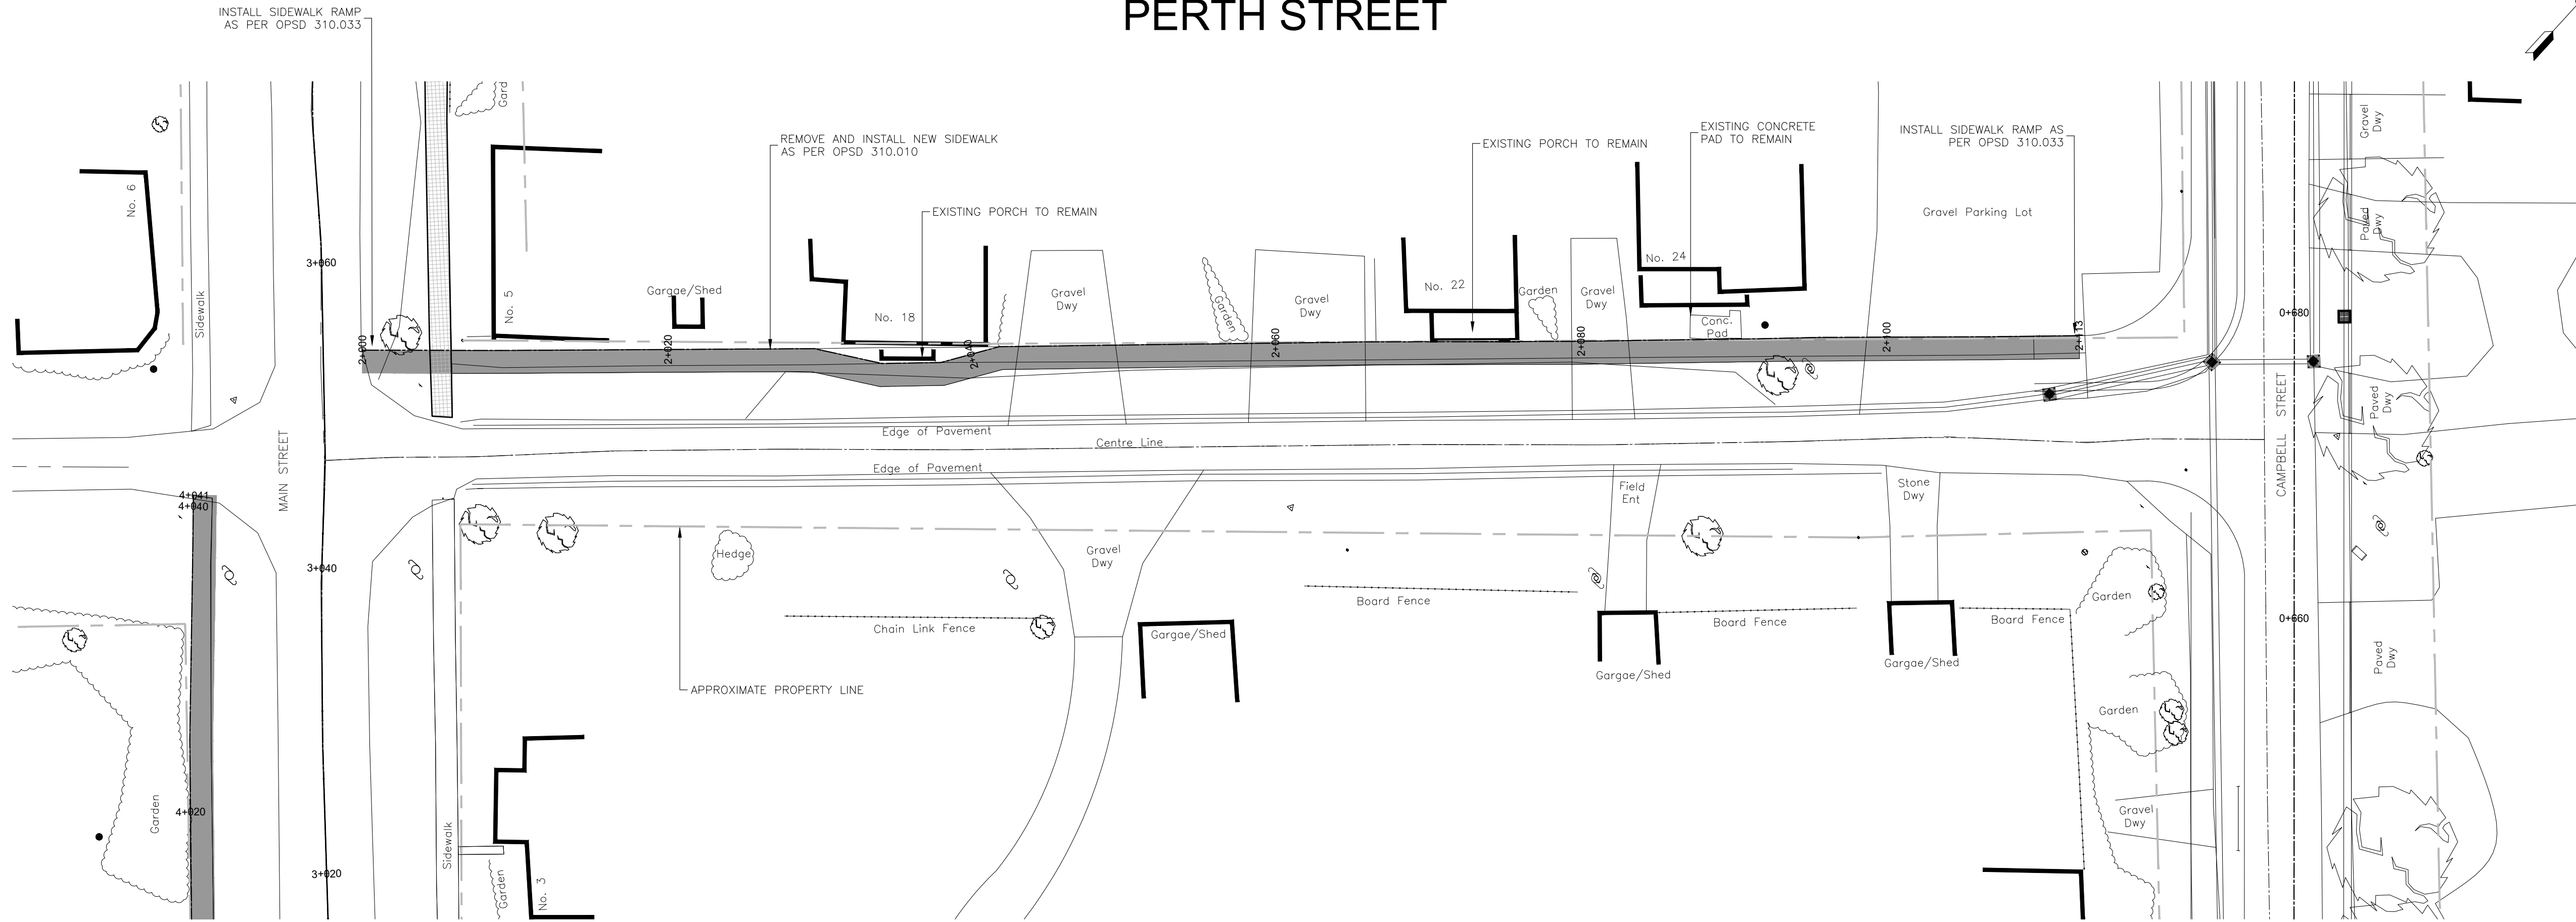 PERTH STREET
INSTALL SIDEWALK RAMP
AS PER OPSD 310.033
REMOVE AND INSTALL NEW SIDEWALK
AS PER OPSD 310.010
EXISTING PORCH TO REMAIN
EXISTING PORCH TO REMAIN
EXISTING CONCRETE
PAD TO REMAIN
INSTALL SIDEWALK RAMP AS
PER OPSD 310.033
Gard
Gravel
Dwy
No. 6
Sidewalk
3+060
No. 5
Gargae/Shed
No. 18
Gravel
Dwy
Garden
Gravel
Dwy
No. 22
Garden
Gravel
Dwy
No. 24
Conc.
Pad
Gravel Parking Lot
Paved
Dwy
0+680
2+000
2+020
2+040
2+060
2+080
2+100
2+113
Paved
Dwy
MAIN STREET
Edge of Pavement
Centre Line
Edge of Pavement
CAMPBELL STREET
4+041
4+040
Field
Ent
Stone
Dwy
Hedge
Gravel
Dwy
3+040
Chain Link Fence
Board Fence
Board Fence
Board Fence
Garden
0+660
Gargae/Shed
Gargae/Shed
Gargae/Shed
Paved
Dwy
APPROXIMATE PROPERTY LINE
Garden
Garden
4+020
Gravel
Dwy
Sidewalk
3+020
Garden
No. 3